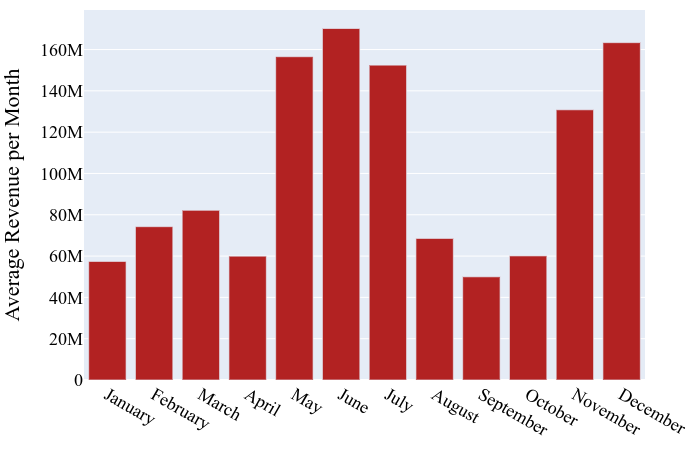 Average Revenue per Month
160M
140M
120M
100M
80M
60M
40M
20M
0
January
February
March
April
May
June
July
August
September
October
November
December